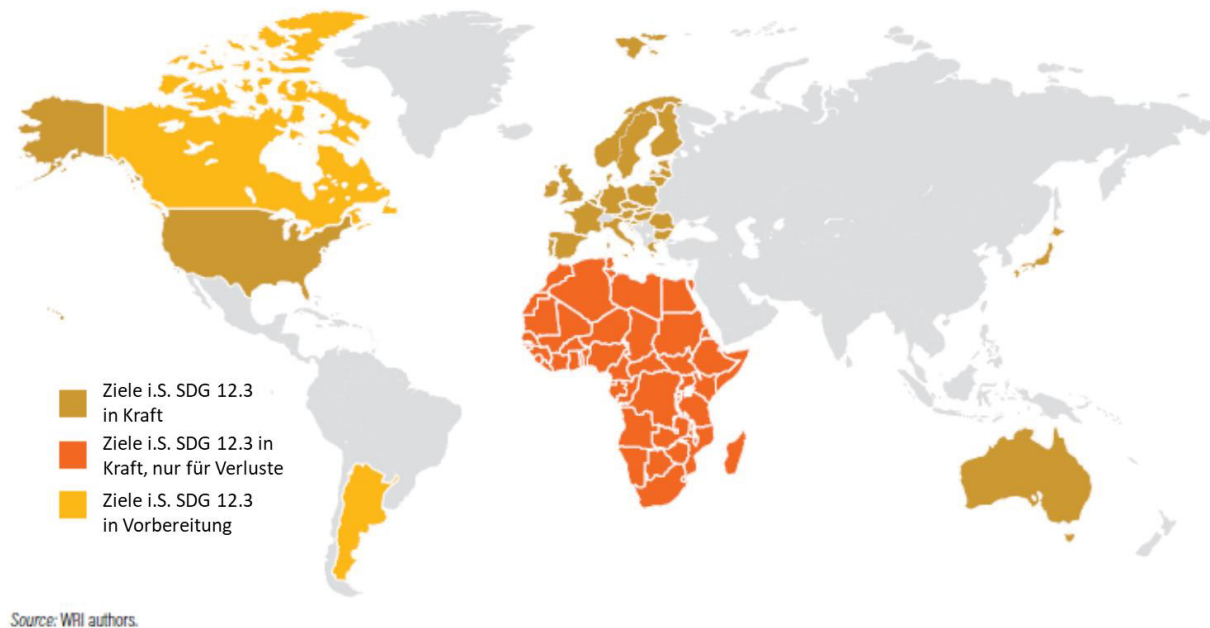 Ziele i.S. SDG 12.3
in Kraft
Ziele i.S. SDG 12.3 in
Kraft, nur für Verluste
Ziele i.S. SDG 12.3
in Vorbereitung
Source: WRI authors.